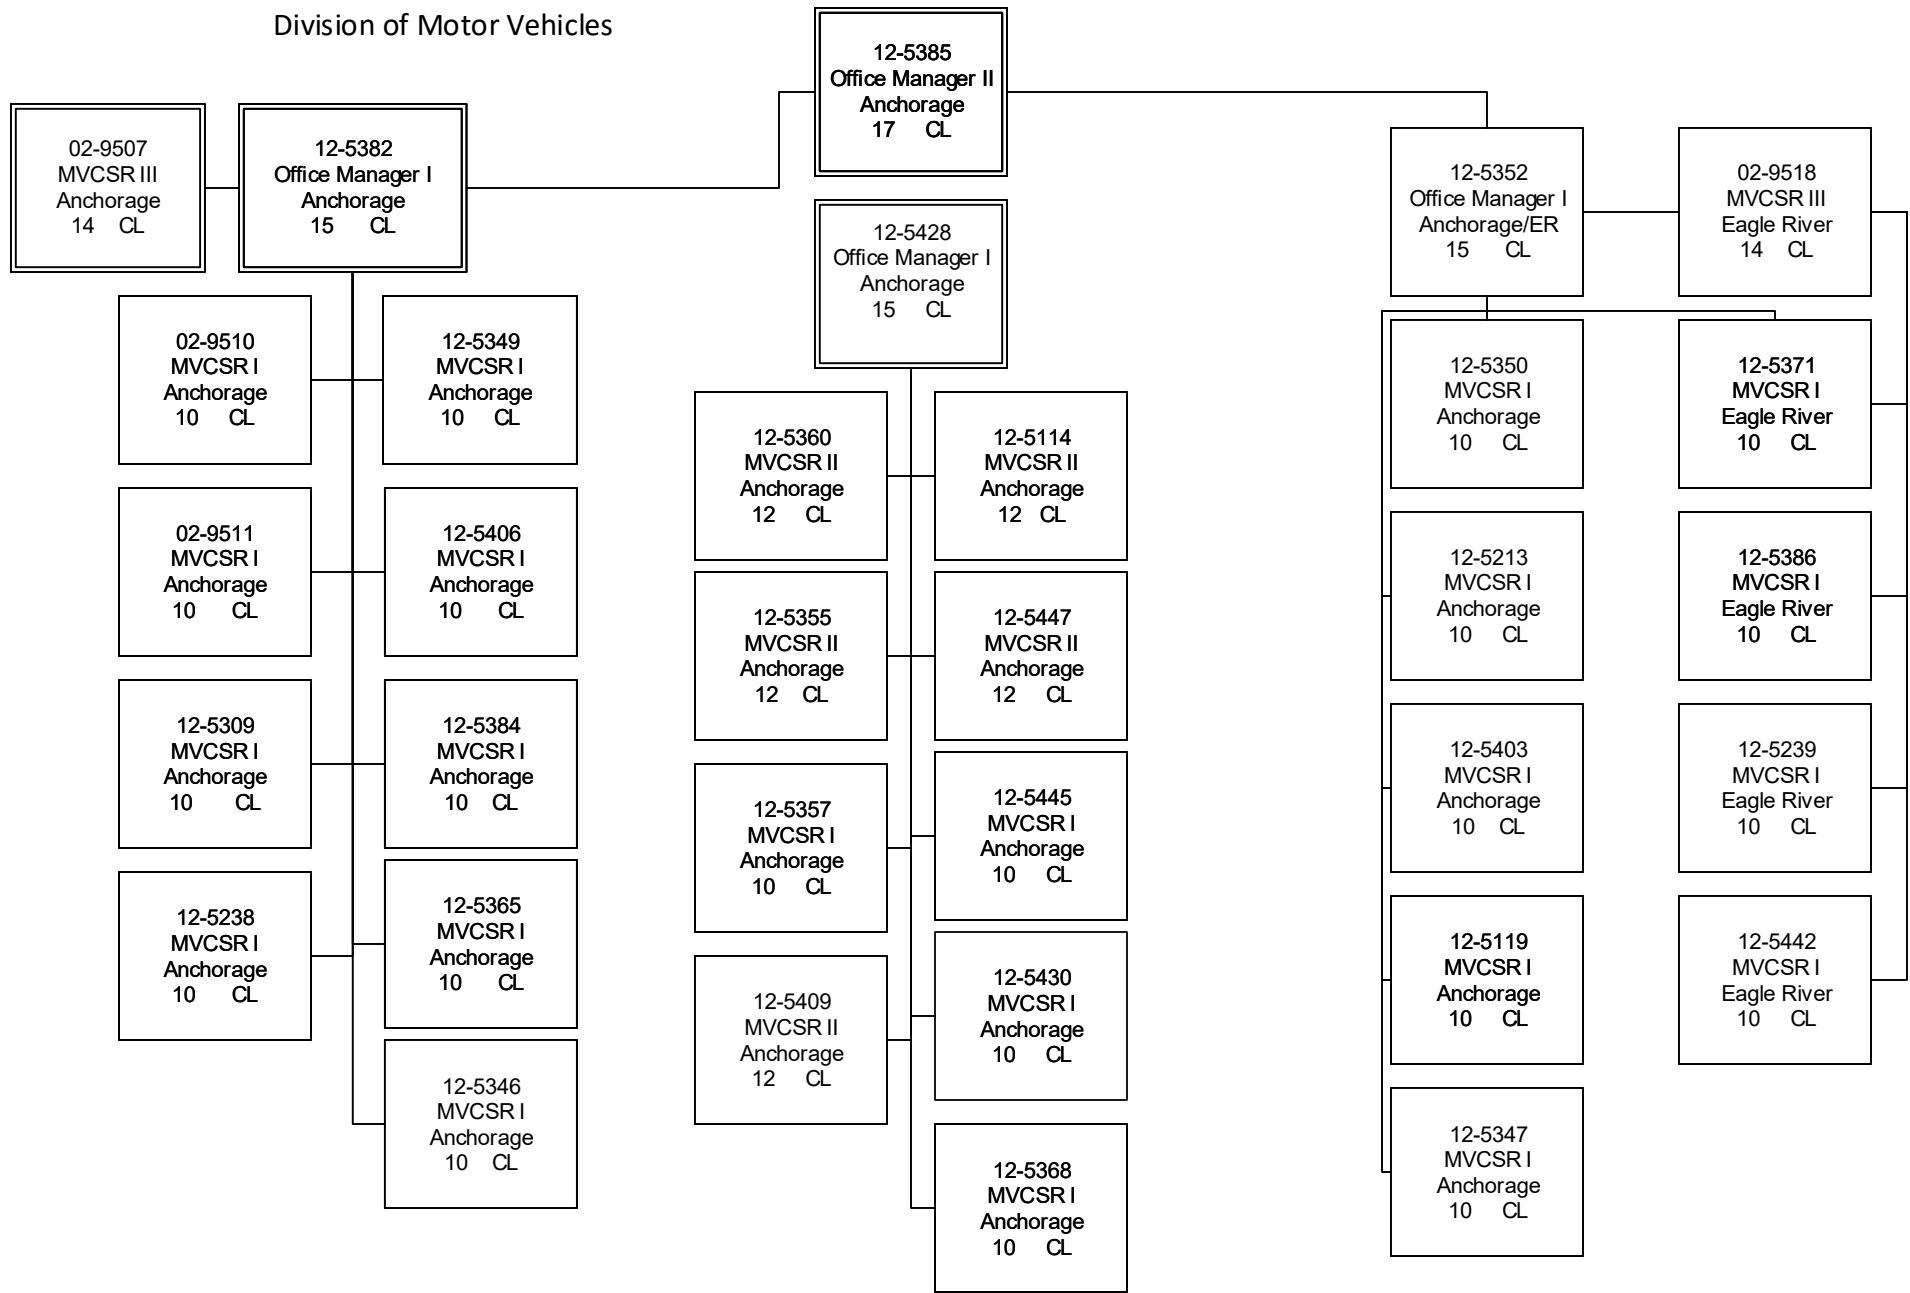 Division of Motor Vehicles
12-5385
Office Manager II
Anchorage
17 CL
02-9507
MVCSR III
Anchorage
14 CL
12-5382
Office Manager I
Anchorage
15 CL
02-9510
MVCSR I
Anchorage
10 CL
12-5349
MVCSR I
Anchorage
10 CL
02-9511
MVCSR I
Anchorage
10 CL
12-5406
MVCSR I
Anchorage
10 CL
12-5309
MVCSR I
Anchorage
10 CL
12-5384
MVCSR I
Anchorage
10 CL
12-5238
MVCSR I
Anchorage
10 CL
12-5365
MVCSR I
Anchorage
10 CL
12-5346
MVCSR I
Anchorage
10 CL
12-5428
Office Manager I
Anchorage
15 CL
12-5360
MVCSR II
Anchorage
12 CL
12-5114
MVCSR II
Anchorage
12 CL
12-5355
MVCSR II
Anchorage
12 CL
12-5447
MVCSR II
Anchorage
12 CL
12-5357
MVCSR I
Anchorage
10 CL
12-5445
MVCSR I
Anchorage
10 CL
12-5409
MVCSR II
Anchorage
12 CL
12-5430
MVCSR I
Anchorage
10 CL
12-5368
MVCSR I
Anchorage
10 CL
12-5352
Office Manager I
Anchorage/ER
15 CL
02-9518
MVCSR III
Eagle River
14 CL
12-5350
MVCSR I
Anchorage
10 CL
12-5371
MVCSR I
Eagle River
10 CL
12-5213
MVCSR I
Anchorage
10 CL
12-5386
MVCSR I
Eagle River
10 CL
12-5403
MVCSR I
Anchorage
10 CL
12-5239
MVCSR I
Eagle River
10 CL
12-5119
MVCSR I
Anchorage
10 CL
12-5442
MVCSR I
Eagle River
10 CL
12-5347
MVCSR I
Anchorage
10 CL